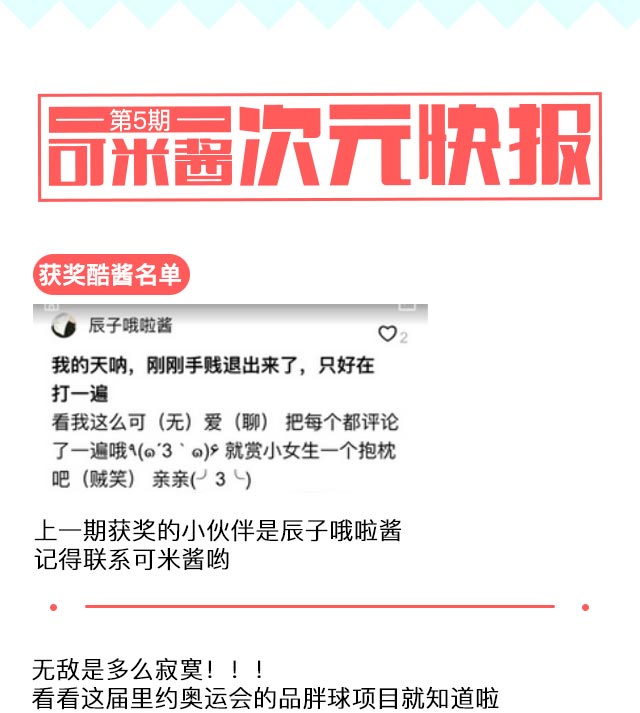 第5期
可米酱次元快报
获奖酷酱名单
辰子哦啦酱
2
我的天呐，刚刚手贱退出来了，只好在
打一遍
看我这么可（无）爱（聊） 把每个都评论
了一遍哦٩(๑´3｀๑)۶ 就赏小女生一个抱枕
吧（贼笑） 亲亲(╯3╰)
上一期获奖的小伙伴是辰子哦啦酱
记得联系可米酱哟
无敌是多么寂寞！！！
看看这届里约奥运会的品胖球项目就知道啦